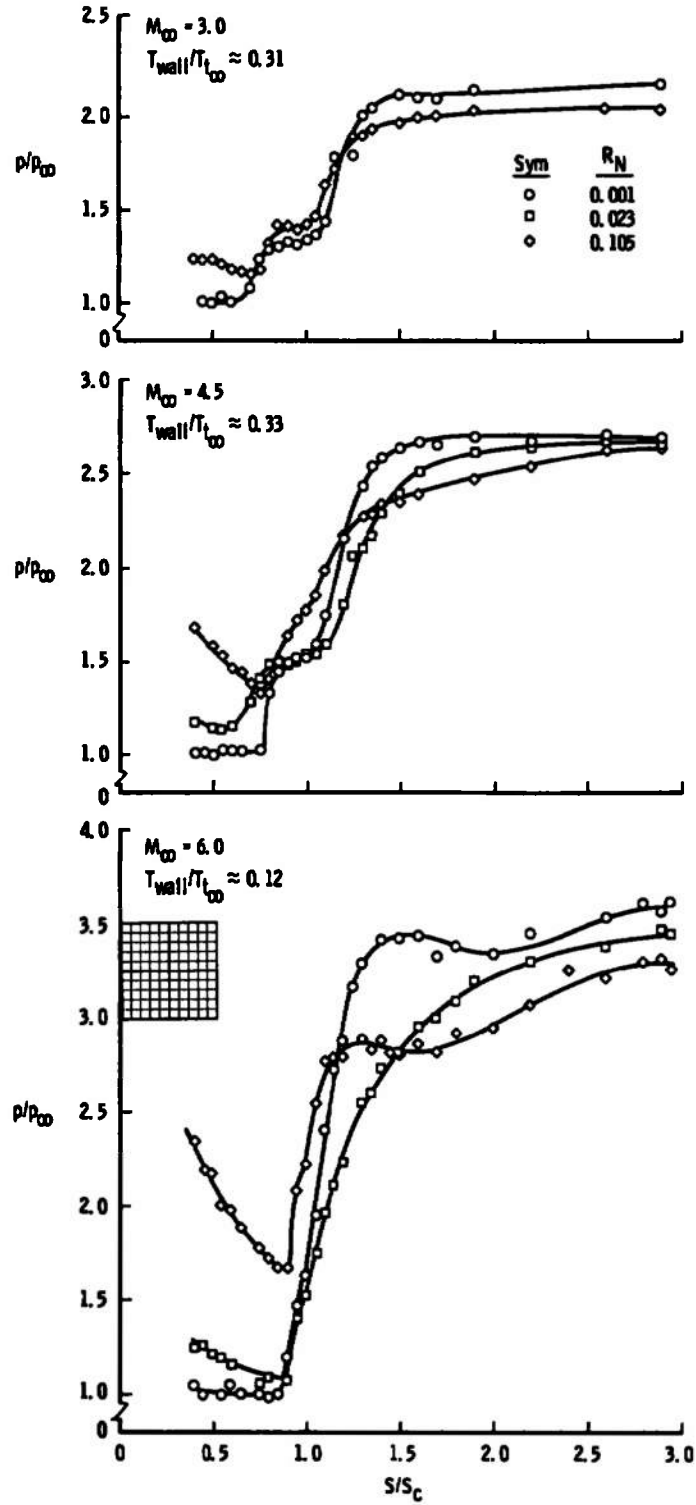 M∞ = 3.0
Twall/Tt∞ ≈ 0.31
2.5
2.0
1.5
1.0
0
p/p∞
Sym RN
0.001
0.023
0.105
M∞ = 4.5
Twall/Tt∞ ≈ 0.33
3.0
2.5
2.0
1.5
1.0
0
p/p∞
M∞ = 6.0
Twall/Tt∞ ≈ 0.12
4.0
3.5
3.0
2.5
2.0
1.5
1.0
0
p/p∞
0 0.5 1.0 1.5 2.0 2.5 3.0
S/SC